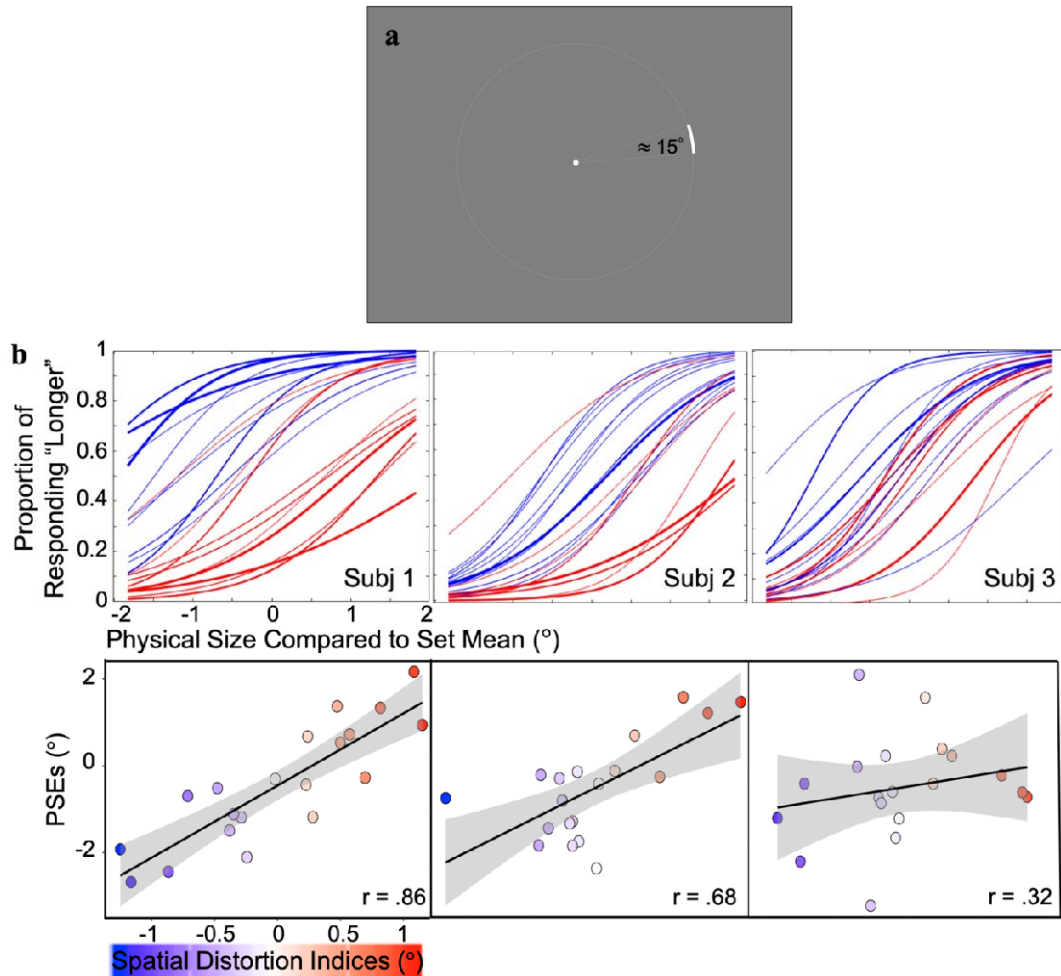 a
≈ 15°
b
Proportion of
Responding "Longer"
1
0.8
0.6
0.4
0.2
0
Subj 1
Subj 2
Subj 3
-2 -1 0 1 2
Physical Size Compared to Set Mean (°)
PSEs (°)
2
0
-2
r = .86
r = .68
r = .32
-1 -0.5 0 0.5 1
Spatial Distortion Indices (°)